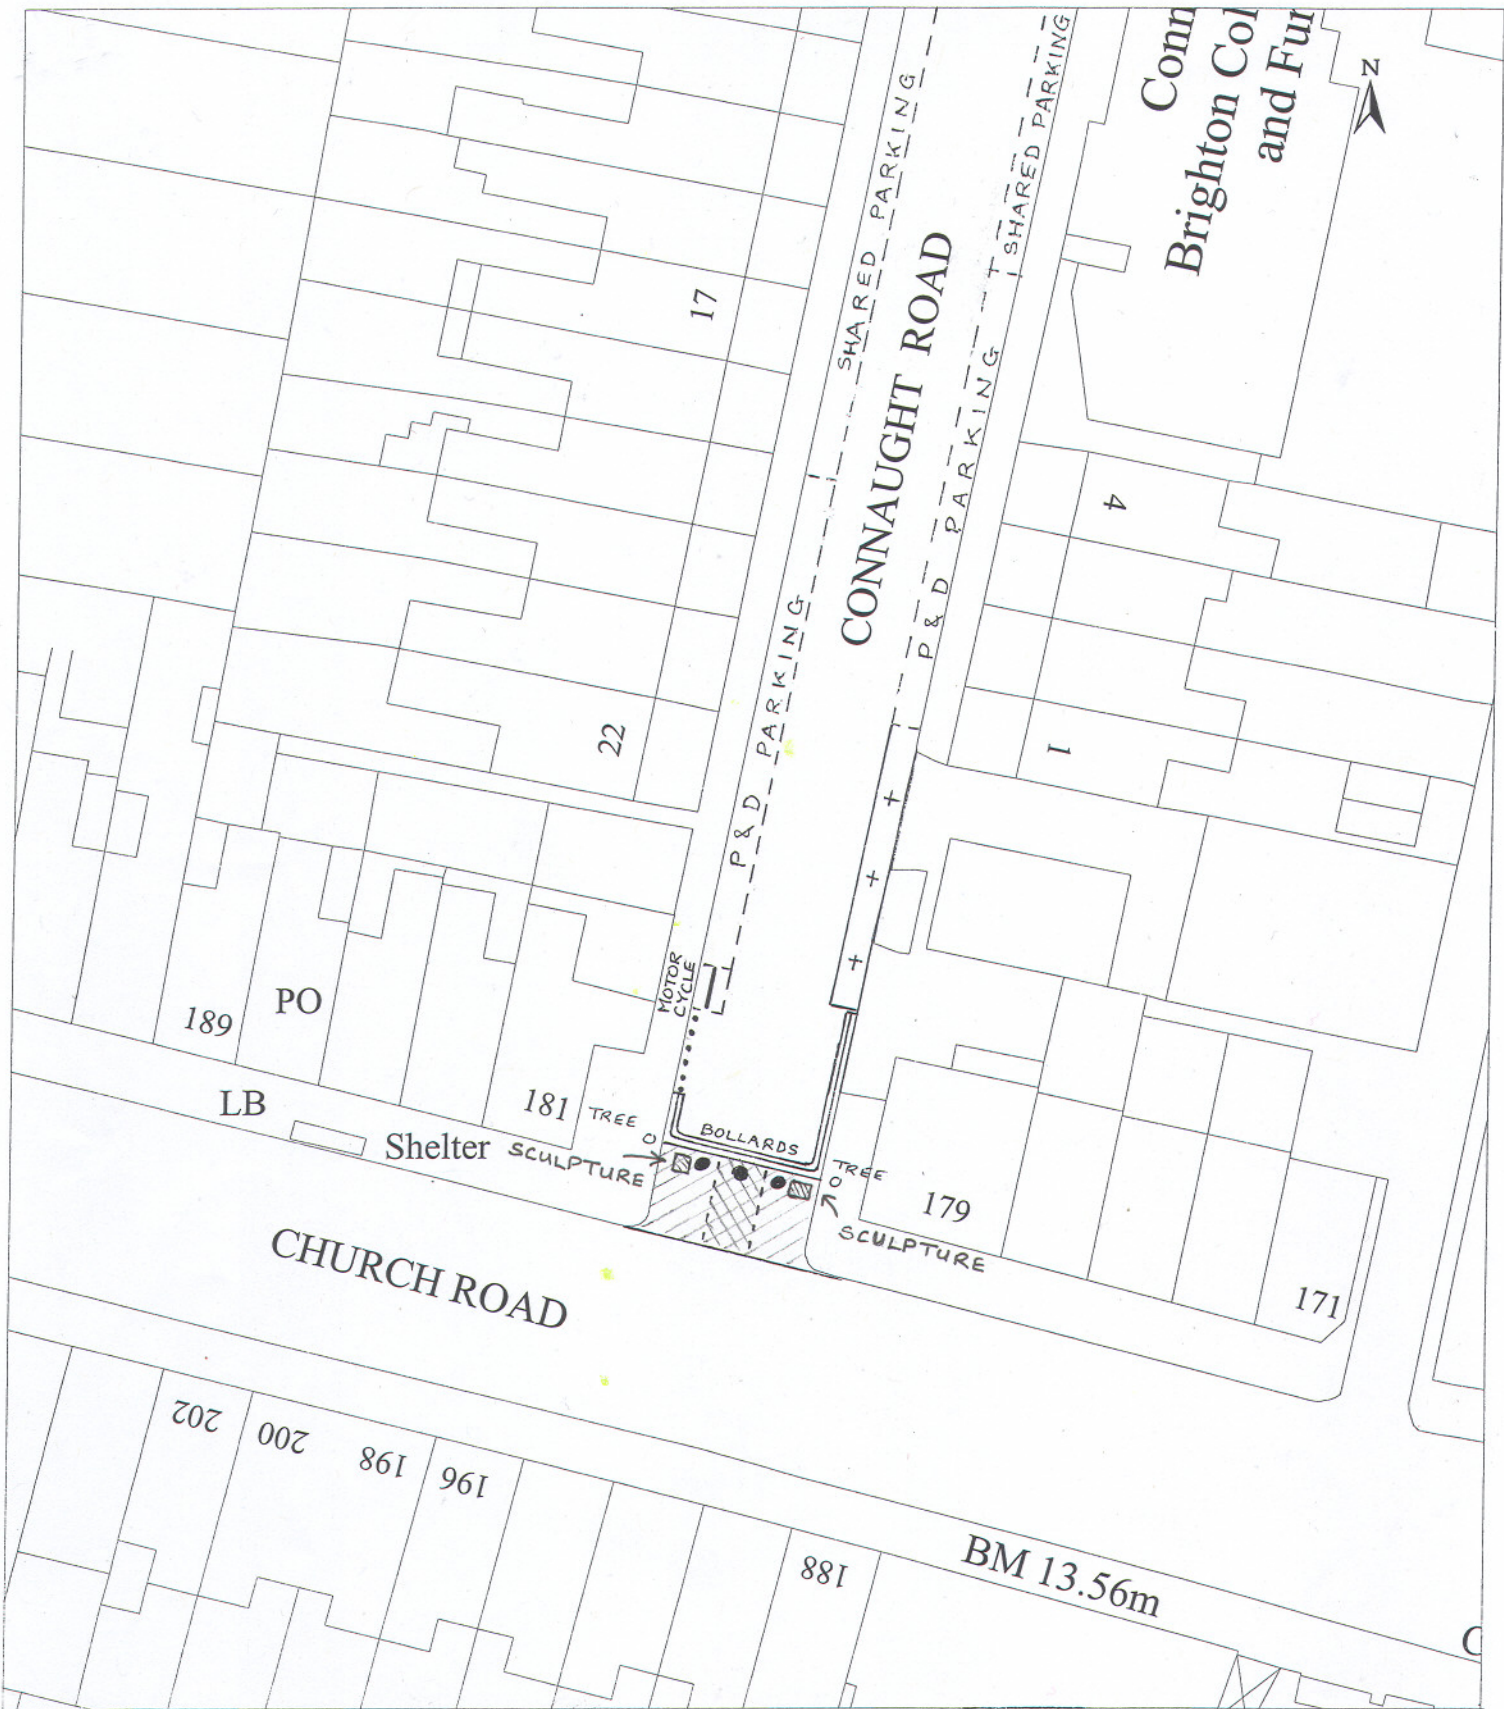 Conn
Brighton Col
and Fur
N
SHARED PARKING
SHARED PARKING
17
CONNAUGHT ROAD
P & D PARKING
P & D PARKING
4
22
1
MOTOR
CYCLE
189
PO
181
LB
Shelter
TREE
BOLLARDS
TREE
SCULPTURE
179
SCULPTURE
171
CHURCH ROAD
202
200
198
196
188
BM 13.56m